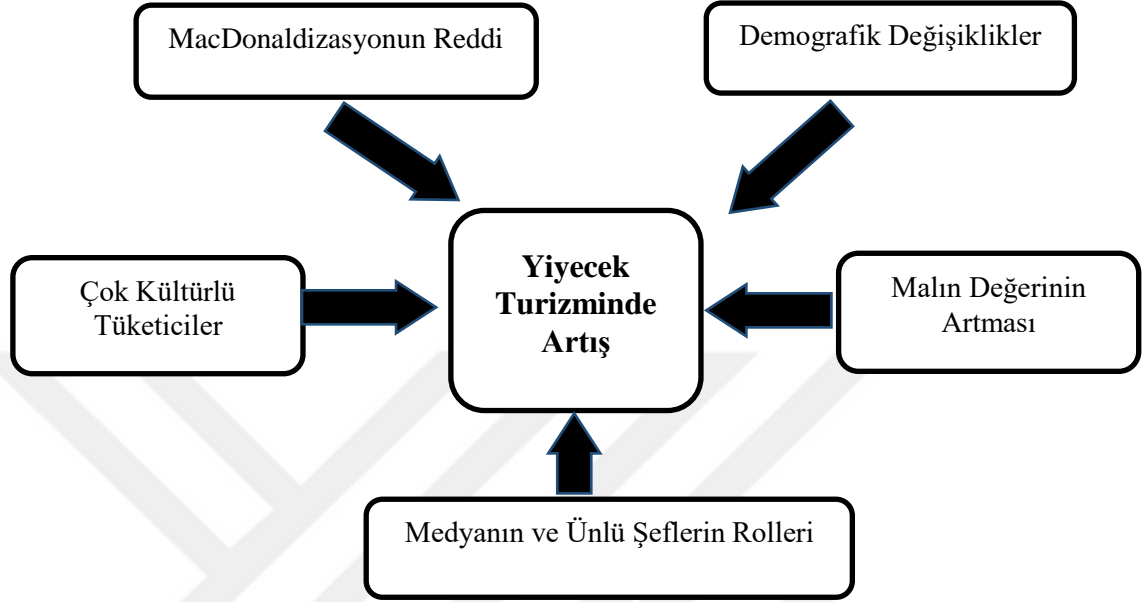 MacDonaldizasyonun Reddi
Demografik Değişiklikler
Çok Kültürlü
Tüketiciler
Yiyecek
Turizminde
Artış
Malın Değerinin
Artması
Medyanın ve Ünlü Şeflerin Rolleri